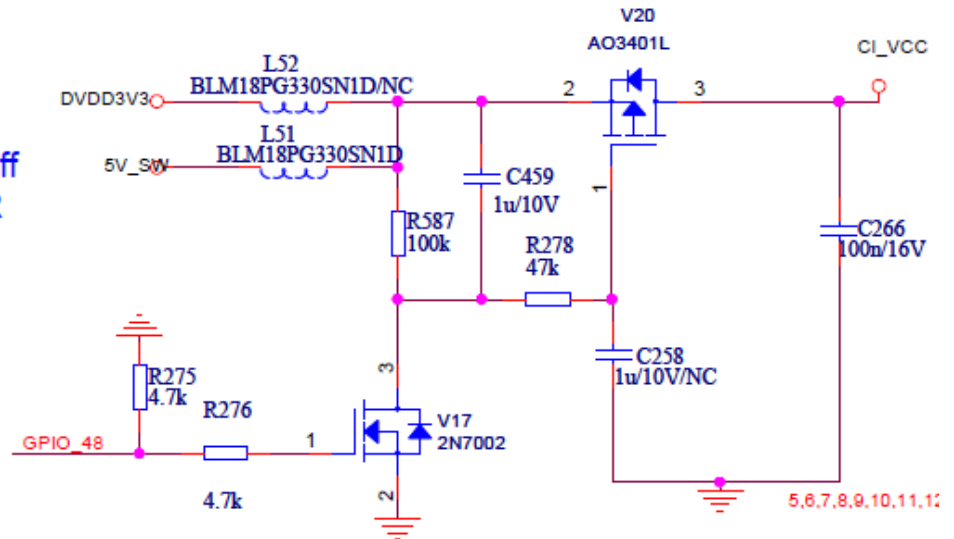 V20
AO3401L
CI_VCC
L52
BLM18PG330SN1D/NC
DVDD3V3
2
3
L51
BLM18PG330SN1D
5V_SW
ff
C459
1u/10V
1
R587
100k
R278
47k
C266
100n/16V
C258
1u/10V/NC
3
R275
4.7k
R276
V17
2N7002
GPIO_48
1
4.7k
2
5,6,7,8,9,10,11,12